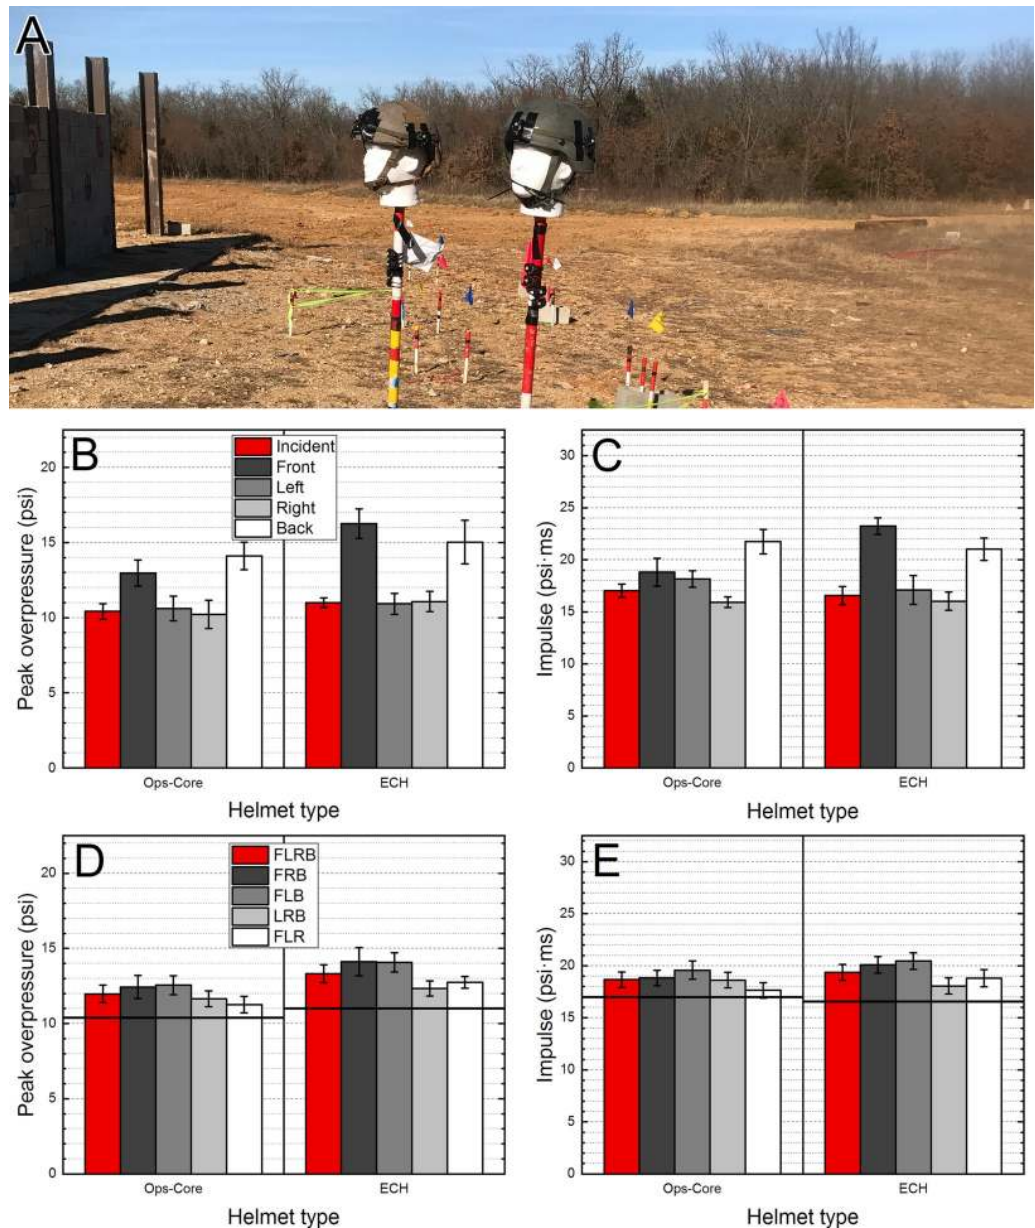 A
B
Incident
Front
Left
Right
Back
Peak overpressure (psi)
20
15
10
5
0
Ops-Core
ECH
Helmet type
C
Impulse (psi·ms)
30
25
20
15
10
5
0
Ops-Core
ECH
Helmet type
D
FLRB
FRB
FLB
LRB
FLR
Peak overpressure (psi)
20
15
10
5
0
Ops-Core
ECH
Helmet type
E
Impulse (psi·ms)
30
25
20
15
10
5
0
Ops-Core
ECH
Helmet type